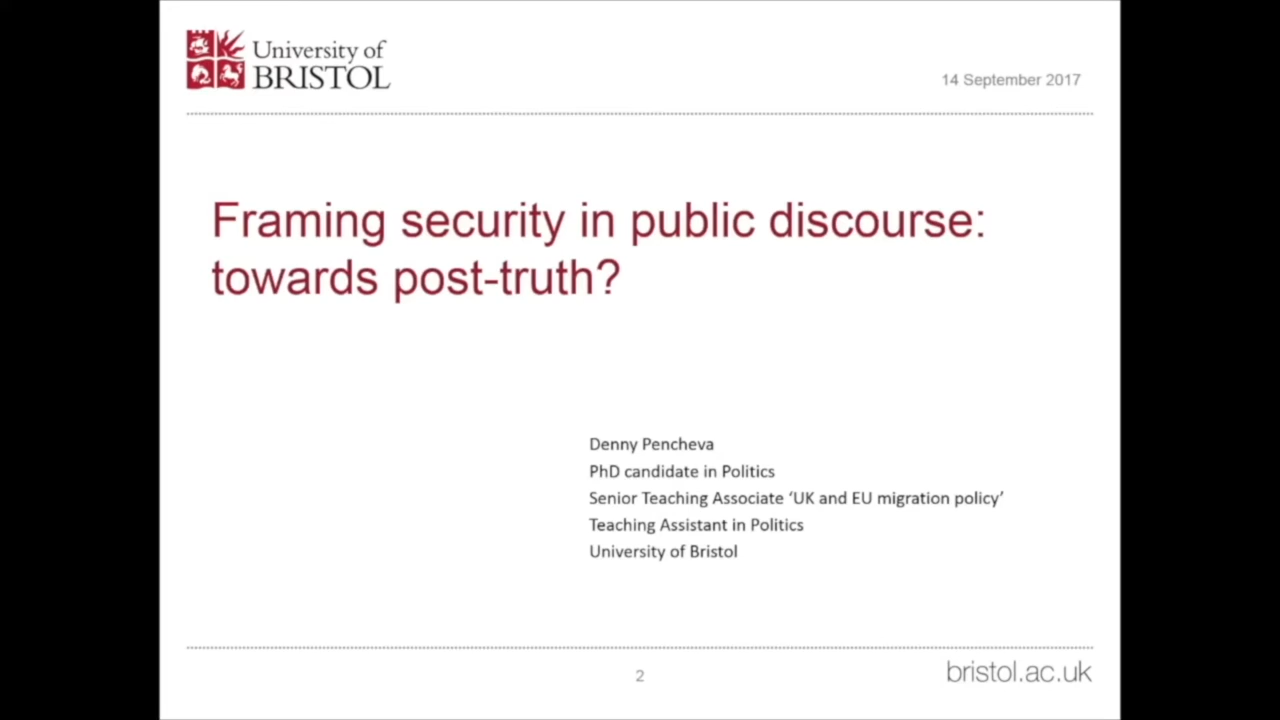 University of
BRISTOL
14 September 2017
Framing security in public discourse:
towards post-truth?
Denny Pencheva
PhD candidate in Politics
Senior Teaching Associate ‘UK and EU migration policy’
Teaching Assistant in Politics
University of Bristol
2
bristol.ac.uk